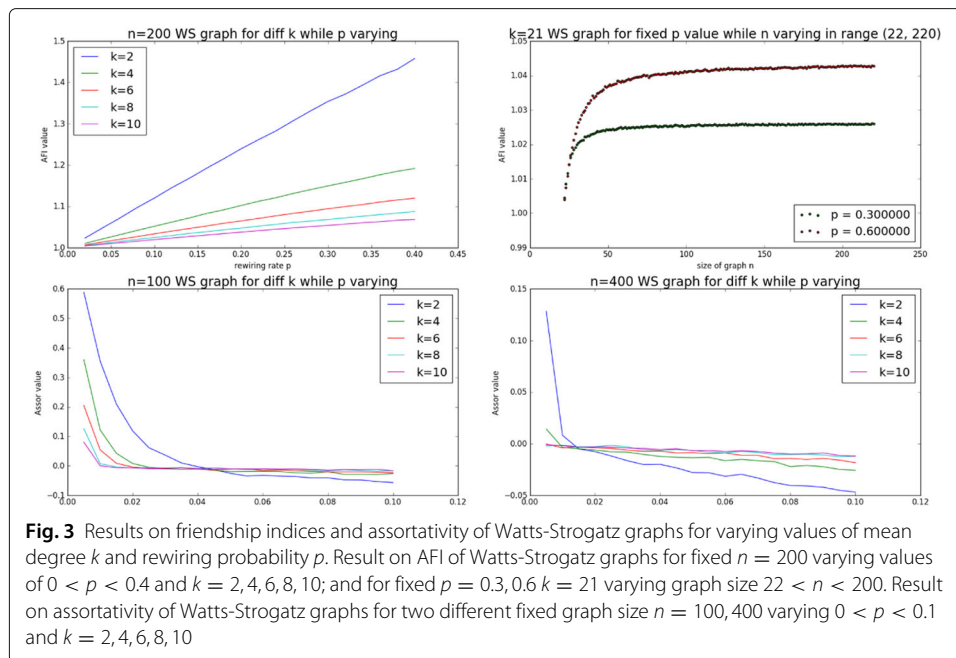 n=200 WS graph for diff k while p varying
1.5
1.4
1.3
1.2
1.1
1.0
AFI value
k=2
k=4
k=6
k=8
k=10
0.00 0.05 0.10 0.15 0.20 0.25 0.30 0.35 0.40 0.45
rewiring rate p
k=21 WS graph for fixed p value while n varying in range (22, 220)
1.05
1.04
1.03
1.02
1.01
1.00
0.99
AFI value
p = 0.300000
p = 0.600000
0 50 100 150 200 250
size of graph n
n=100 WS graph for diff k while p varying
0.6
0.5
0.4
0.3
0.2
0.1
0.0
−0.1
Assor value
k=2
k=4
k=6
k=8
k=10
0.00 0.02 0.04 0.06 0.08 0.10 0.12
n=400 WS graph for diff k while p varying
0.15
0.10
0.05
0.00
−0.05
Assor value
k=2
k=4
k=6
k=8
k=10
0.00 0.02 0.04 0.06 0.08 0.10 0.12
Fig. 3 Results on friendship indices and assortativity of Watts-Strogatz graphs for varying values of mean
degree k and rewiring probability p. Result on AFI of Watts-Strogatz graphs for fixed n = 200 varying values
of 0 < p < 0.4 and k = 2, 4, 6, 8, 10; and for fixed p = 0.3, 0.6 k = 21 varying graph size 22 < n < 200. Result
on assortativity of Watts-Strogatz graphs for two different fixed graph size n = 100, 400 varying 0 < p < 0.1
and k = 2, 4, 6, 8, 10